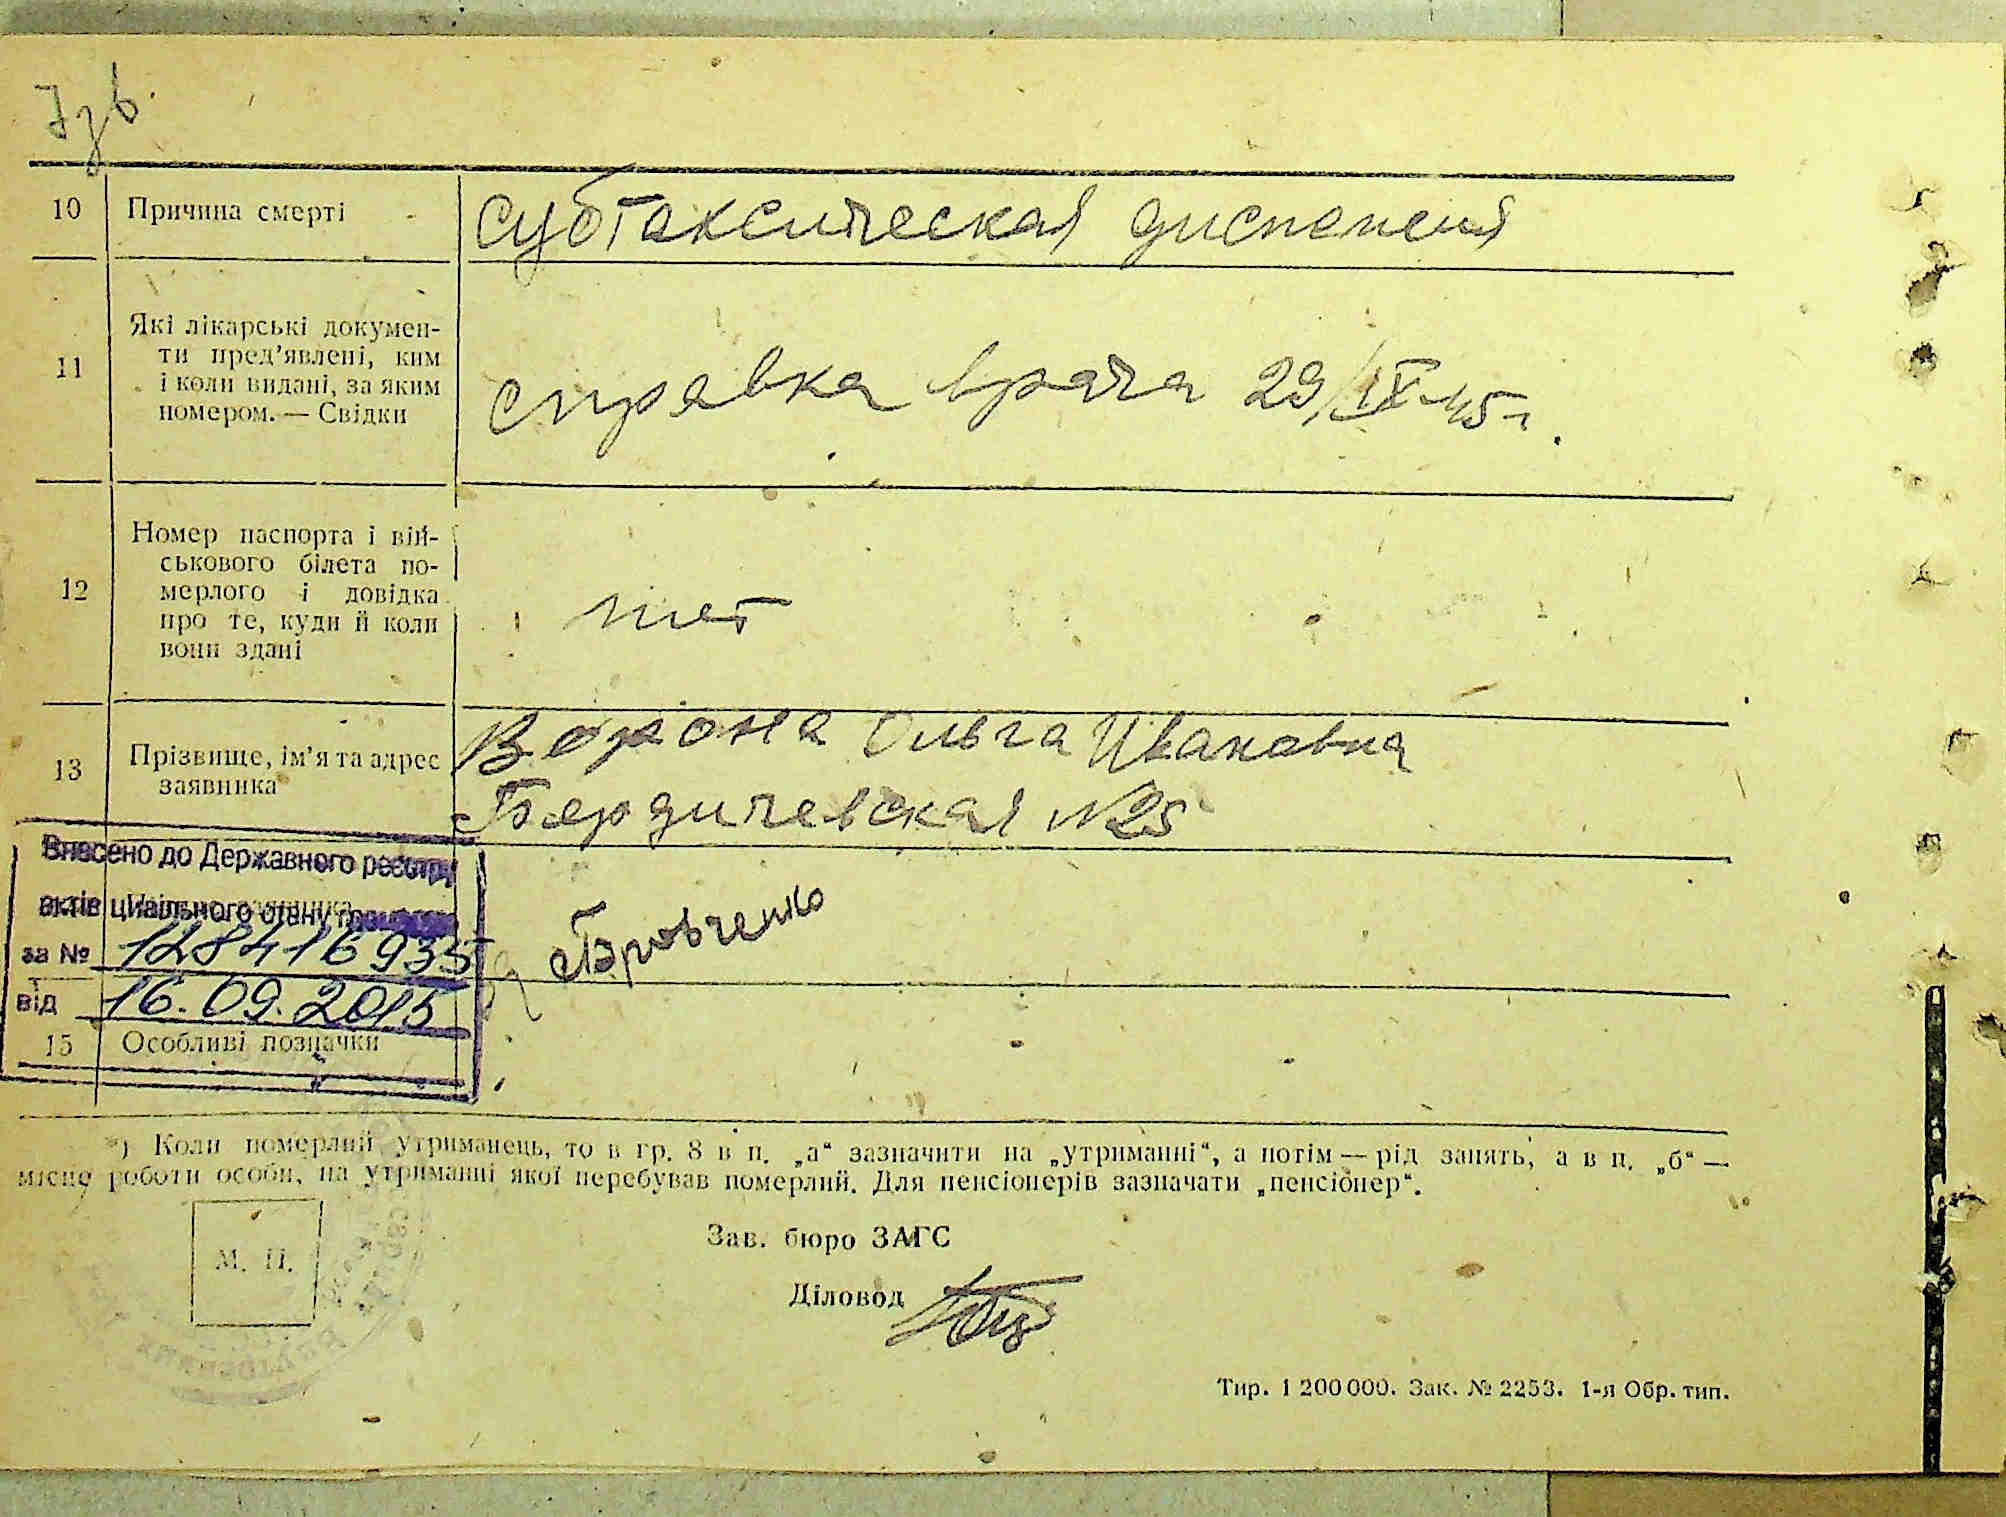 Ізв.
10 Причина смерті субтаксическая диспепсия
11 Які лікарські докумен-
ти пред’явлені, ким
і коли видані, за яким
номером. — Свідки
справка врача 29/IX-45 г.
12 Номер паспорта і вій-
ськового білета по-
мерлого і довідка
про те, куди й коли
вони здані
нет
13 Прізвище, ім’я та адрес
заявника
Ворона Ольга Ивановна
Бердичевская №25
Внесено до Державного реєстру
актів цивільного стану громадян
за № 128416935
від 16.09.2015
Бровченко
15 Особливі позначки
*) Коли померлий утриманець, то в гр. 8 в п. „а“ зазначити на „утриманні“, а потім — рід занять, а в п. „б“ —
місце роботи особи, на утриманні якої перебував померлий. Для пенсіонерів зазначати „пенсіонер“.
М. П.
Зав. бюро ЗАГС
Діловод
Тир. 1 200 000. Зак. № 2253. 1-я Обр. тип.